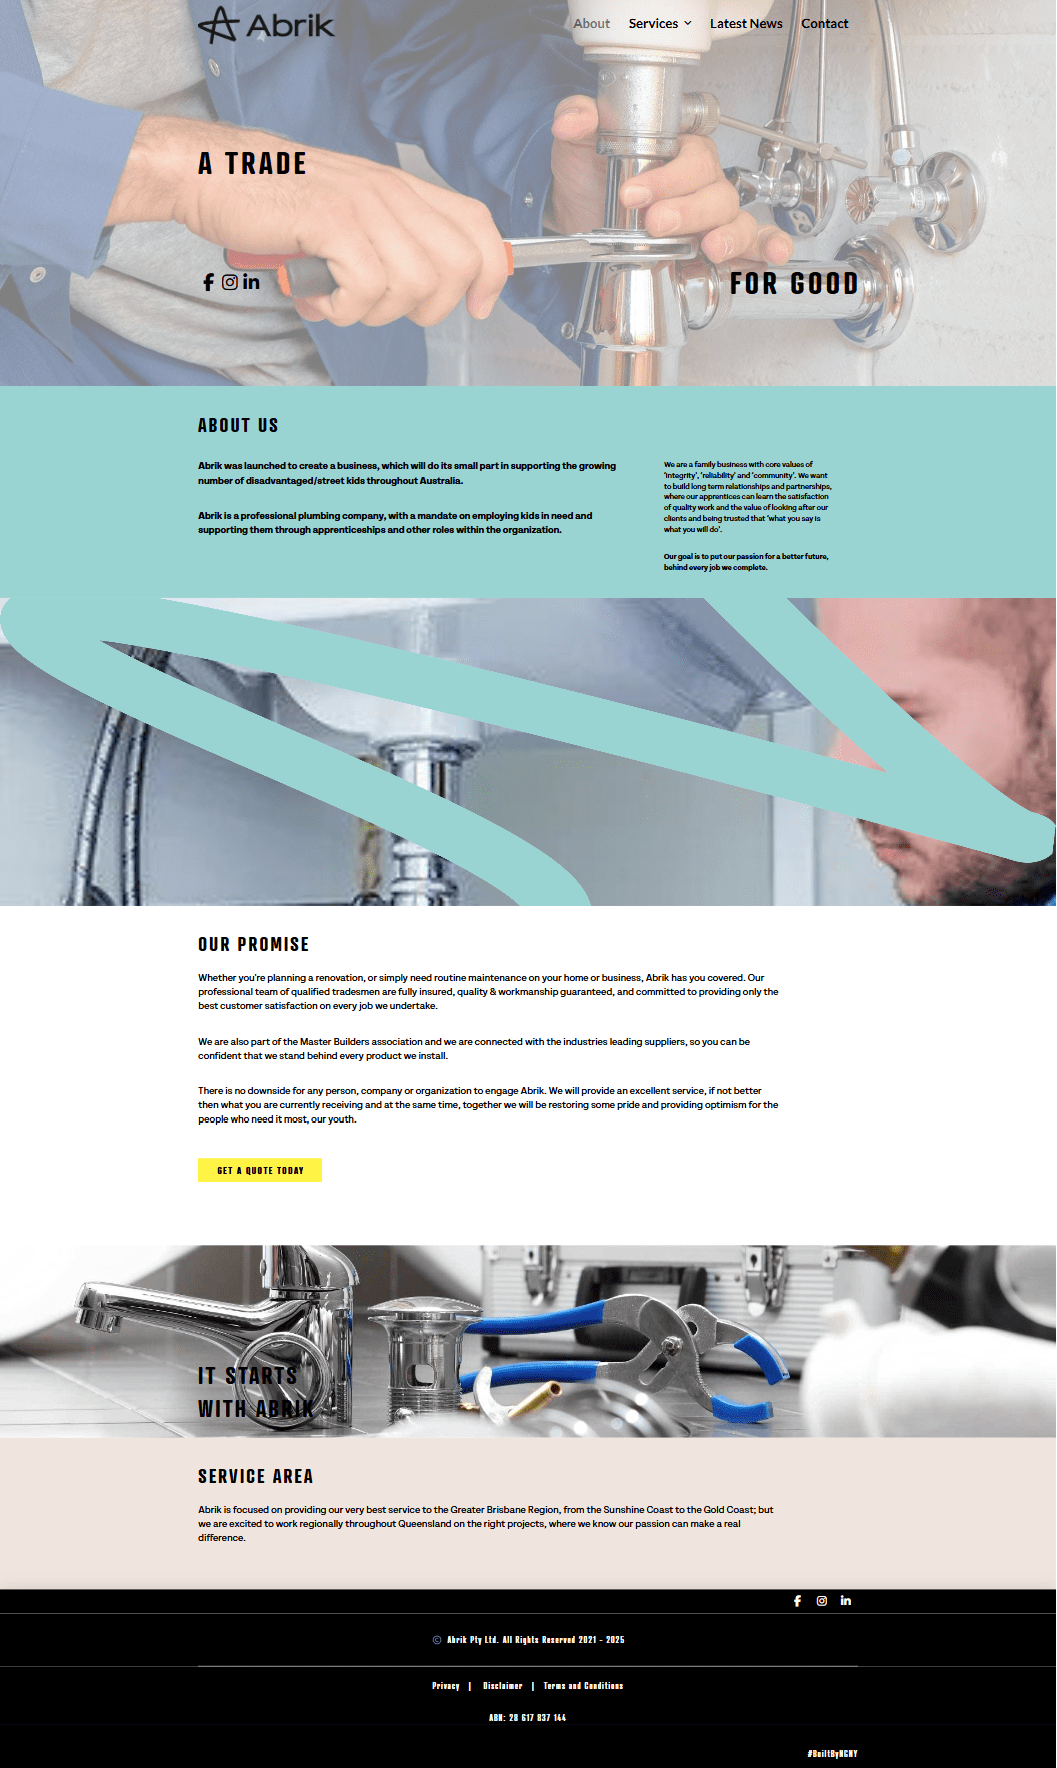 Abrik
About Services Latest News Contact
A TRADE
FOR GOOD
ABOUT US
Abrik was launched to create a business, which will do its small part in supporting the growing
number of disadvantaged/street kids throughout Australia.
Abrik is a professional plumbing company, with a mandate on employing kids in need and
supporting them through apprenticeships and other roles within the organization.
We are a family business with core values of
‘integrity’, ‘reliability’ and ‘community’. We want
to build long term relationships and partnerships,
where our apprentices can learn the satisfaction
of quality work and the value of looking after our
clients and being trusted that ‘what you say is
what you will do’.
Our goal is to put our passion for a better future,
behind every job we complete.
OUR PROMISE
Whether you’re planning a renovation, or simply need routine maintenance on your home or business, Abrik has you covered. Our
professional team of qualified tradesmen are fully insured, quality & workmanship guaranteed, and committed to providing only the
best customer satisfaction on every job we undertake.
We are also part of the Master Builders association and we are connected with the industries leading suppliers, so you can be
confident that we stand behind every product we install.
There is no downside for any person, company or organization to engage Abrik. We will provide an excellent service, if not better
then what you are currently receiving and at the same time, together we will be restoring some pride and providing optimism for the
people who need it most, our youth.
GET A QUOTE TODAY
IT STARTS
WITH ABRIK
SERVICE AREA
Abrik is focused on providing our very best service to the Greater Brisbane Region, from the Sunshine Coast to the Gold Coast; but
we are excited to work regionally throughout Queensland on the right projects, where we know our passion can make a real
difference.
© Abrik Pty Ltd. All Rights Reserved 2021 - 2025
Privacy | Disclaimer | Terms and Conditions
ABN: 28 617 837 144
#BuiltByNGNY